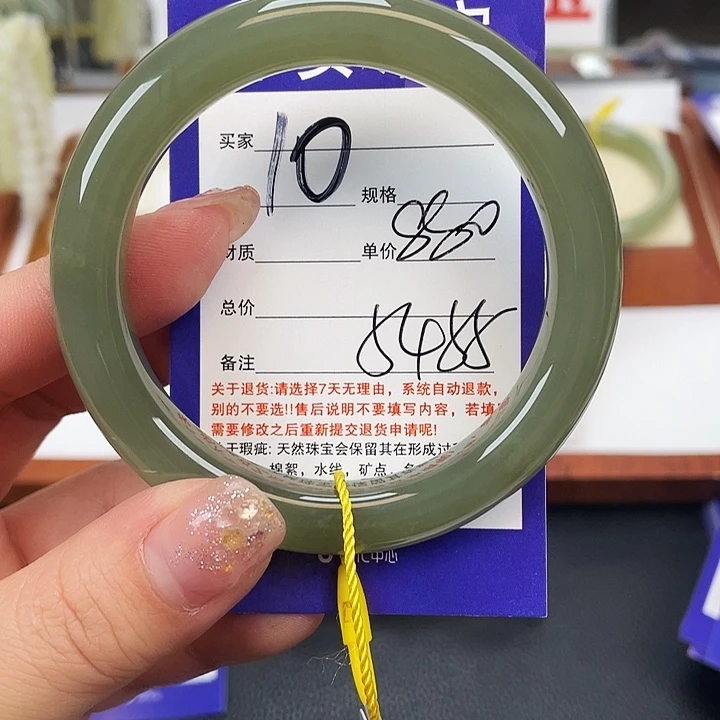 买家 10
规格
材质 单价 880
总价
备注 5485
关于退货:请选择7天无理由，系统自动退款，
别的不要选!!售后说明不要填写内容，若填
需要修改之后重新提交退货申请呢!
关于瑕疵: 天然珠宝会保留其在形成过
棉絮，水线，矿点，
中心